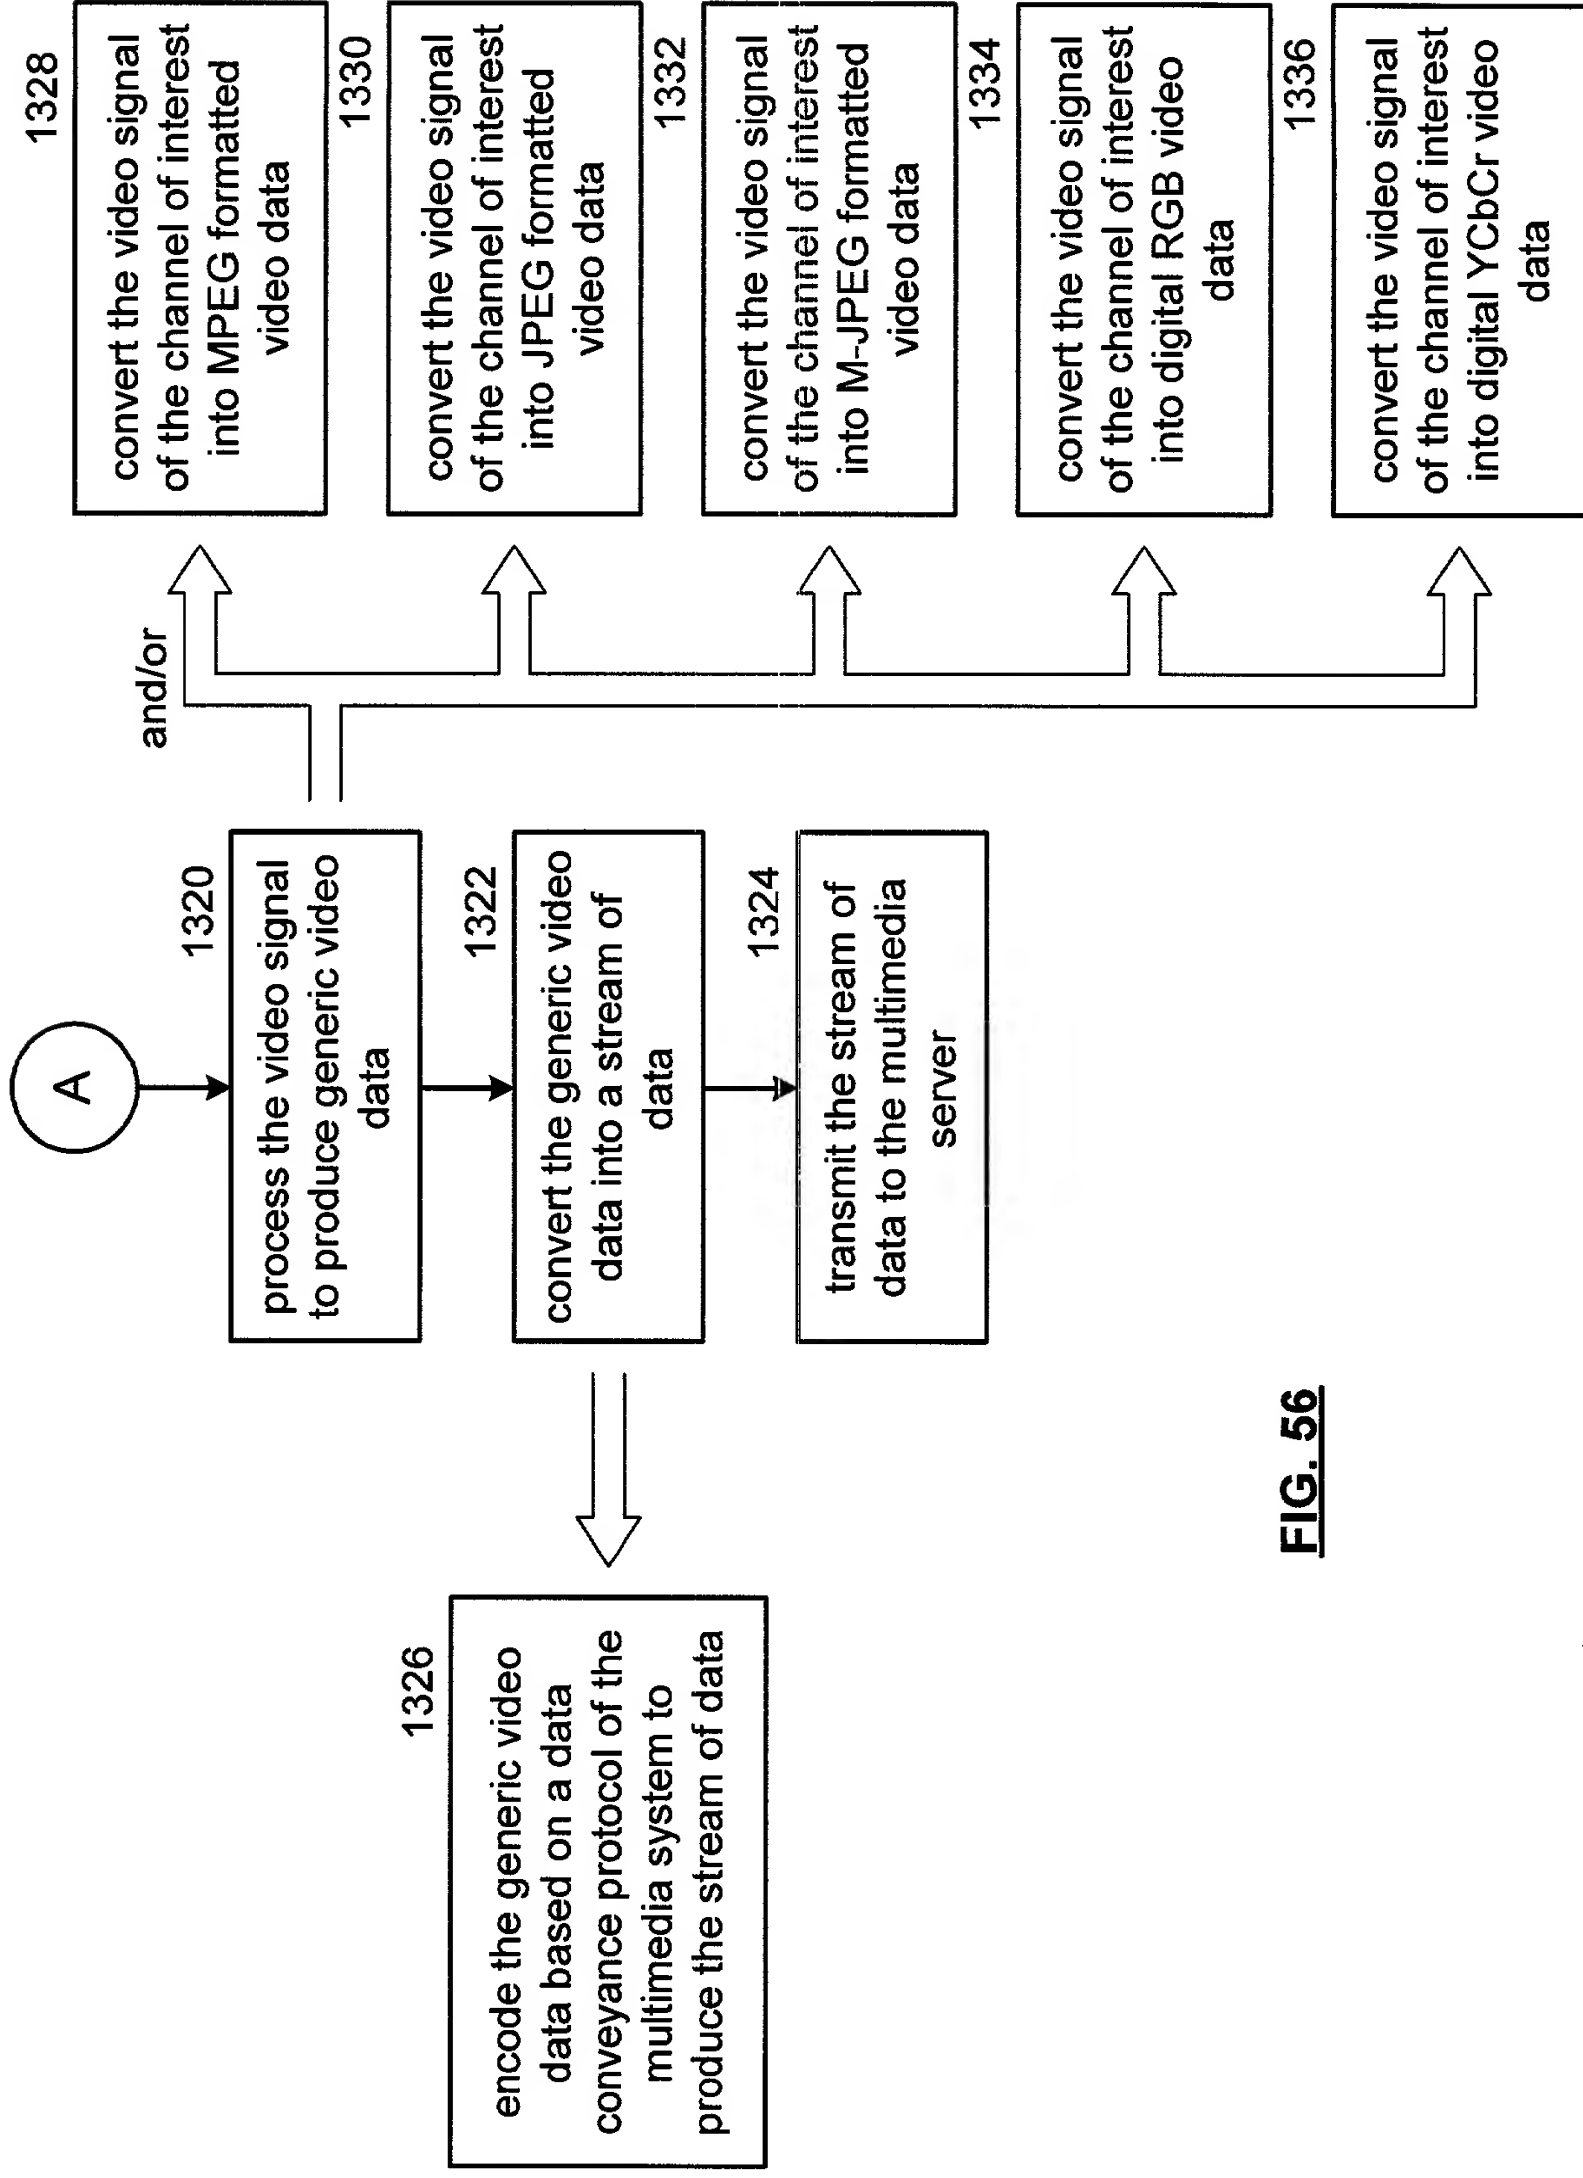 A
1320
process the video signal
to produce generic video
data
1322
convert the generic video
data into a stream of
data
1324
transmit the stream of
data to the multimedia
server
1326
encode the generic video
data based on a data
conveyance protocol of the
multimedia system to
produce the stream of data
and/or
1328
convert the video signal
of the channel of interest
into MPEG formatted
video data
1330
convert the video signal
of the channel of interest
into JPEG formatted
video data
1332
convert the video signal
of the channel of interest
into M-JPEG formatted
video data
1334
convert the video signal
of the channel of interest
into digital RGB video
data
1336
convert the video signal
of the channel of interest
into digital YCbCr video
data
FIG. 56